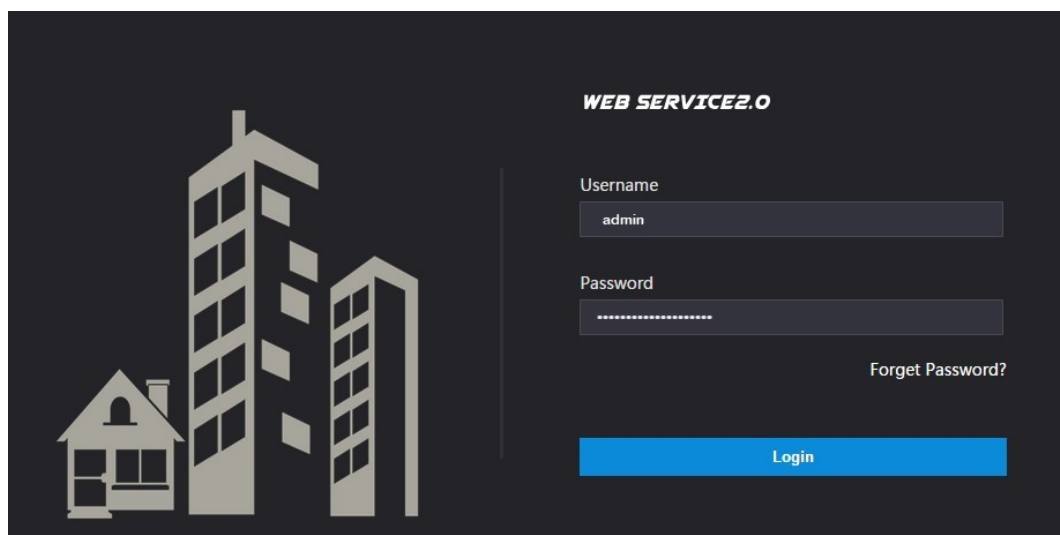 WEB SERVICE2.0
Username
admin
Password
••••••••••••••••••••
Forget Password?
Login